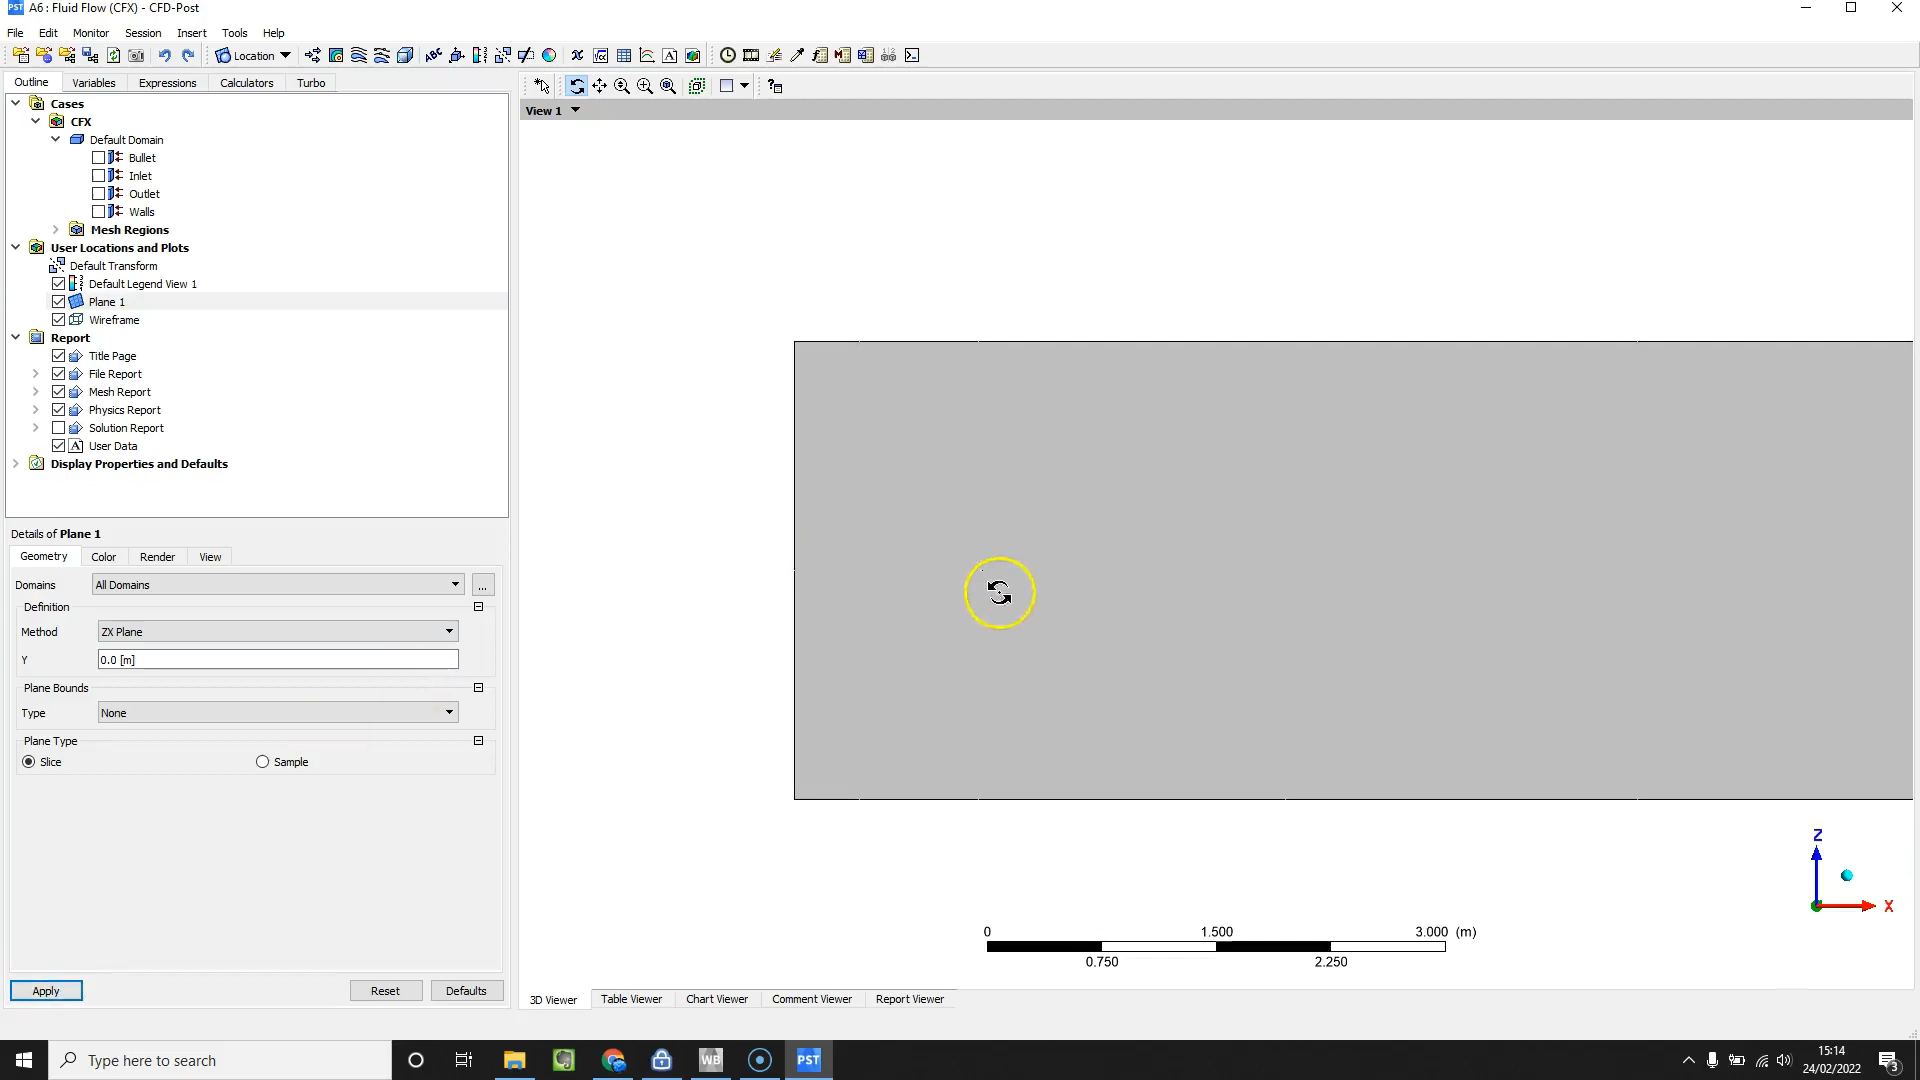 PST A6 : Fluid Flow (CFX) - CFD-Post
File Edit Monitor Session Insert Tools Help
Location
Outline Variables Expressions Calculators Turbo
View 1
Cases
CFX
Default Domain
Bullet
Inlet
Outlet
Walls
Mesh Regions
User Locations and Plots
Default Transform
Default Legend View 1
Plane 1
Wireframe
Report
Title Page
File Report
Mesh Report
Physics Report
Solution Report
A User Data
Display Properties and Defaults
Details of Plane 1
Geometry Color Render View
Domains All Domains ...
Definition
Method ZX Plane
Y 0.0 [m]
Plane Bounds
Type None
Plane Type
Slice Sample
Apply Reset Defaults
Z
X
0 1.500 3.000 (m)
0.750 2.250
3D Viewer Table Viewer Chart Viewer Comment Viewer Report Viewer
Type here to search
WB PST
15:14
24/02/2022
3